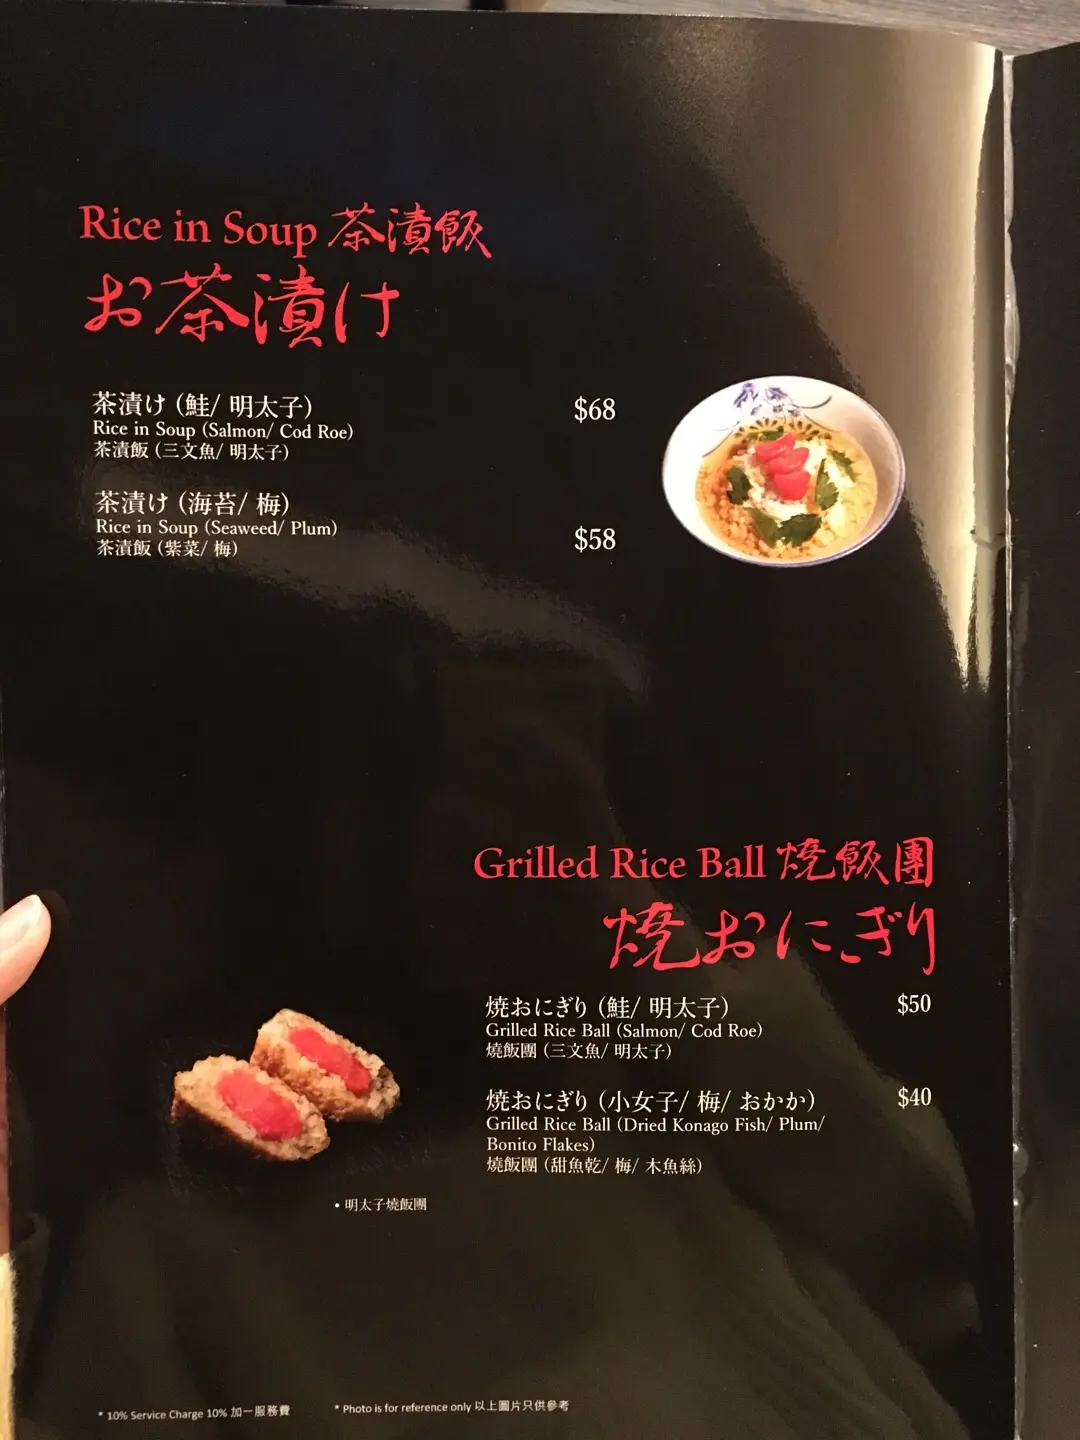 Rice in Soup 茶漬飯
お茶漬け
茶漬け (鮭/ 明太子)
$68
Rice in Soup (Salmon/ Cod Roe)
茶漬飯 (三文魚/ 明太子)
茶漬け (海苔/ 梅)
Rice in Soup (Seaweed/ Plum)
$58
茶漬飯 (紫菜/ 梅)
Grilled Rice Ball 燒飯團
焼おにぎり
焼おにぎり (鮭/ 明太子)
$50
Grilled Rice Ball (Salmon/ Cod Roe)
燒飯團 (三文魚/ 明太子)
焼おにぎり (小女子/ 梅/ おかか)
$40
Grilled Rice Ball (Dried Konago Fish/ Plum/
Bonito Flakes)
燒飯團 (甜魚乾/ 梅/ 木魚絲)
• 明太子燒飯團
* 10% Service Charge 10% 加一服務費
* Photo is for reference only 以上圖片只供參考